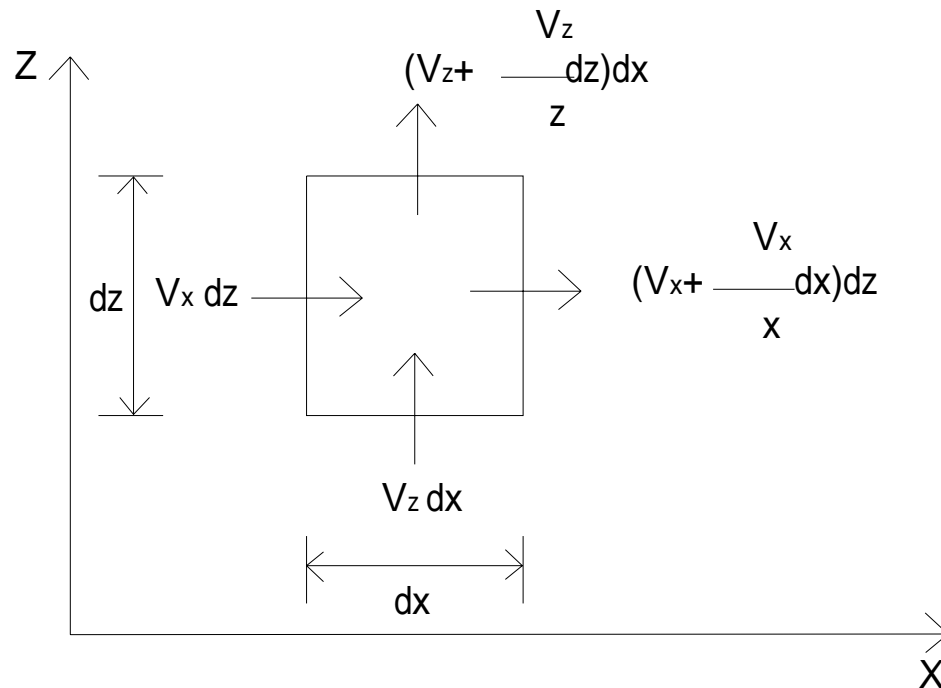 Vz
Z (Vz+ dz)dx
z
Vx
dz Vx dz (Vx+ dx)dz
x
Vz dx
dx
X